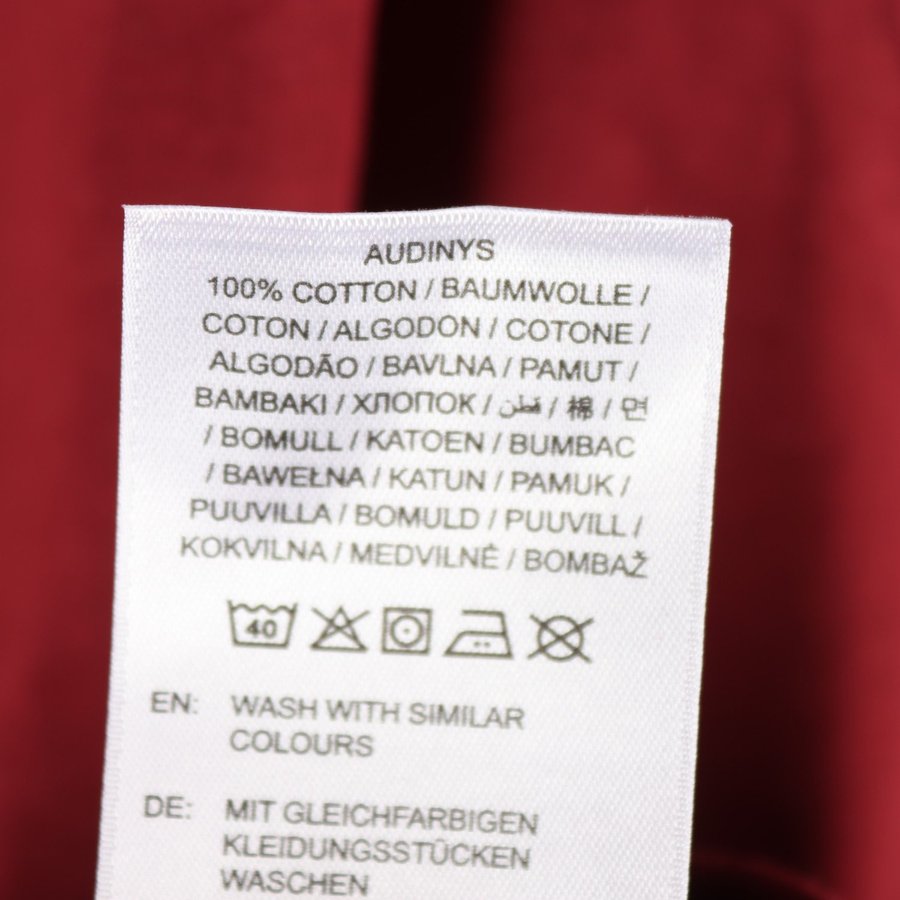 AUDINYS
100% COTTON / BAUMWOLLE /
COTON / ALGODON / COTONE /
ALGODÃO / BAVLNA / PAMUT /
BAMBAKI / ХЛОПОК / قطن / 棉 / 면
/ BOMULL / KATOEN / BUMBAC
/ BAWEŁNA / KATUN / PAMUK /
PUUVILLA / BOMULD / PUUVILL /
KOKVILNA / MEDVILNĖ / BOMBAŽ
40
EN: WASH WITH SIMILAR
COLOURS
DE: MIT GLEICHFARBIGEN
KLEIDUNGSSTÜCKEN
WASCHEN